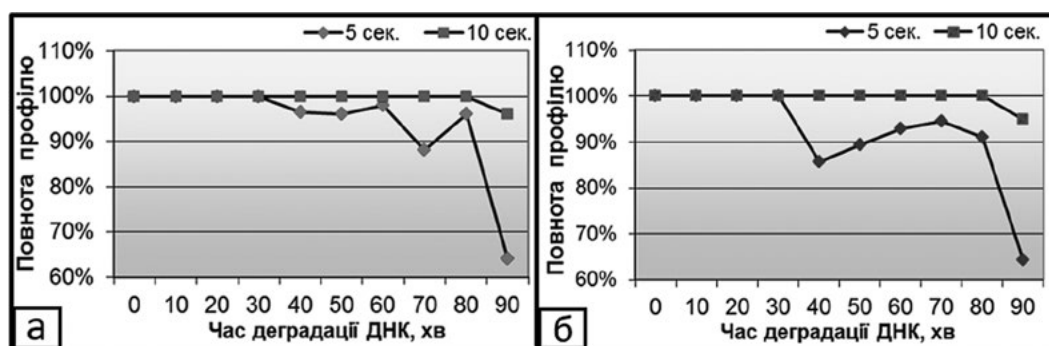 5 сек. 10 сек.
110%
100%
90%
80%
70%
60%
Повнота профілю
0 10 20 30 40 50 60 70 80 90
Час деградації ДНК, хв
а
5 сек. 10 сек.
110%
100%
90%
80%
70%
60%
Повнота профілю
0 10 20 30 40 50 60 70 80 90
Час деградації ДНК, хв
б